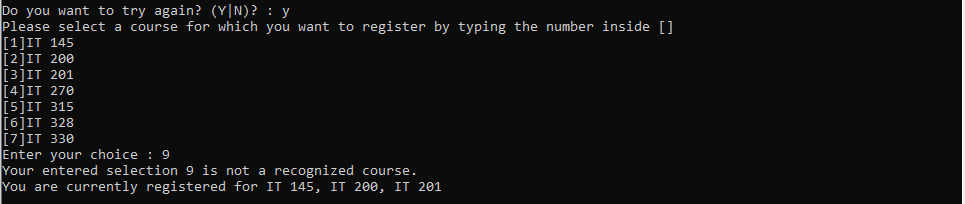 Do you want to try again? (Y|N)? : y
Please select a course for which you want to register by typing the number inside []
[1]IT 145
[2]IT 200
[3]IT 201
[4]IT 270
[5]IT 315
[6]IT 328
[7]IT 330
Enter your choice : 9
Your entered selection 9 is not a recognized course.
You are currently registered for IT 145, IT 200, IT 201